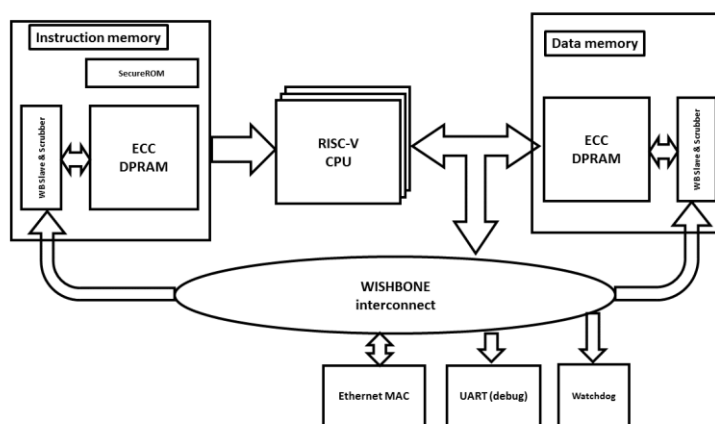 Instruction memory
SecureROM
WB Slave & Scrubber
ECC
DPRAM
RISC-V
CPU
Data memory
ECC
DPRAM
WB Slave & Scrubber
WISHBONE
interconnect
Ethernet MAC
UART (debug)
Watchdog